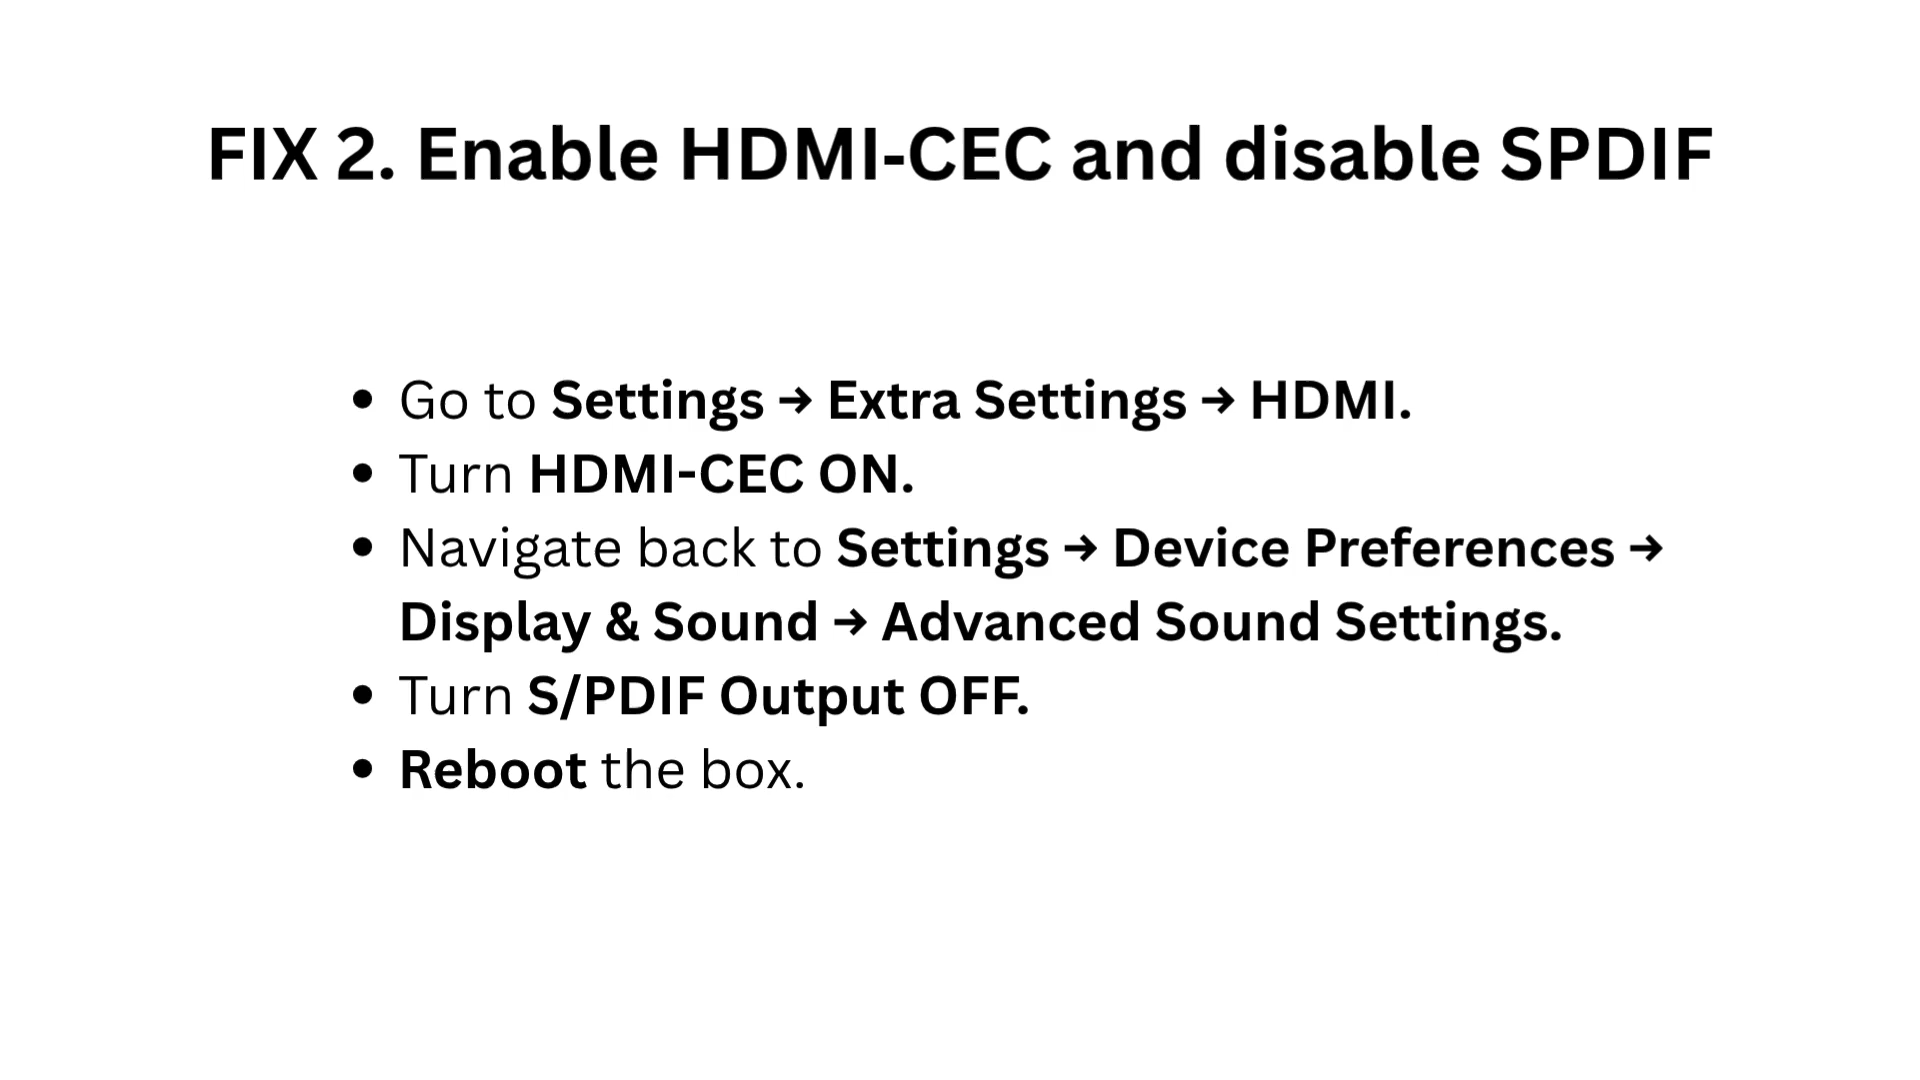 FIX 2. Enable HDMI-CEC and disable SPDIF
• Go to Settings → Extra Settings → HDMI.
• Turn HDMI-CEC ON.
• Navigate back to Settings → Device Preferences →
Display & Sound → Advanced Sound Settings.
• Turn S/PDIF Output OFF.
• Reboot the box.